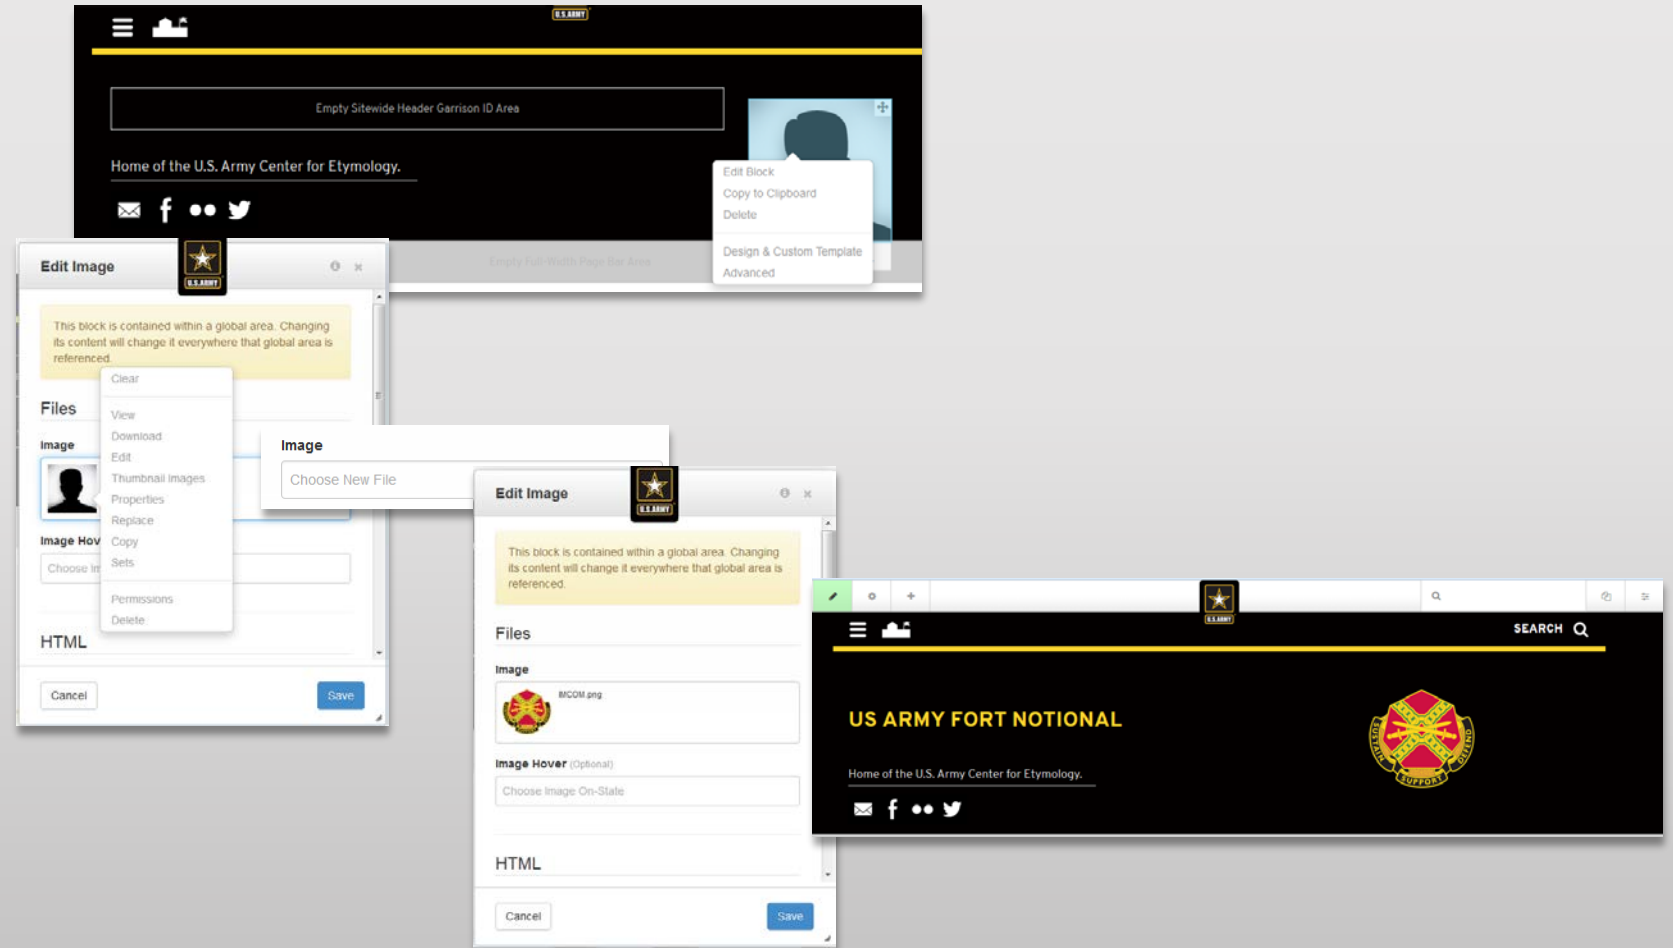 U.S.ARMY
Empty Sitewide Header Garrison ID Area
Home of the U.S. Army Center for Etymology.
Edit Block
Copy to Clipboard
Delete
Design & Custom Template
Advanced
Empty Full-Width Page Bar Area
Edit Image
U.S.ARMY
This block is contained within a global area. Changing
its content will change it everywhere that global area is
referenced.
Clear
View
Download
Edit
Thumbnail Images
Properties
Replace
Copy
Sets
Permissions
Delete
Files
Image
Image Hov
Choose Im
HTML
Cancel
Save
Image
Choose New File
Edit Image
U.S.ARMY
This block is contained within a global area. Changing
its content will change it everywhere that global area is
referenced.
Files
Image
IMCOM.png
Image Hover (Optional)
Choose Image On-State
HTML
Cancel
Save
U.S.ARMY
SEARCH
US ARMY FORT NOTIONAL
SUSTAIN SUPPORT DEFEND
Home of the U.S. Army Center for Etymology.